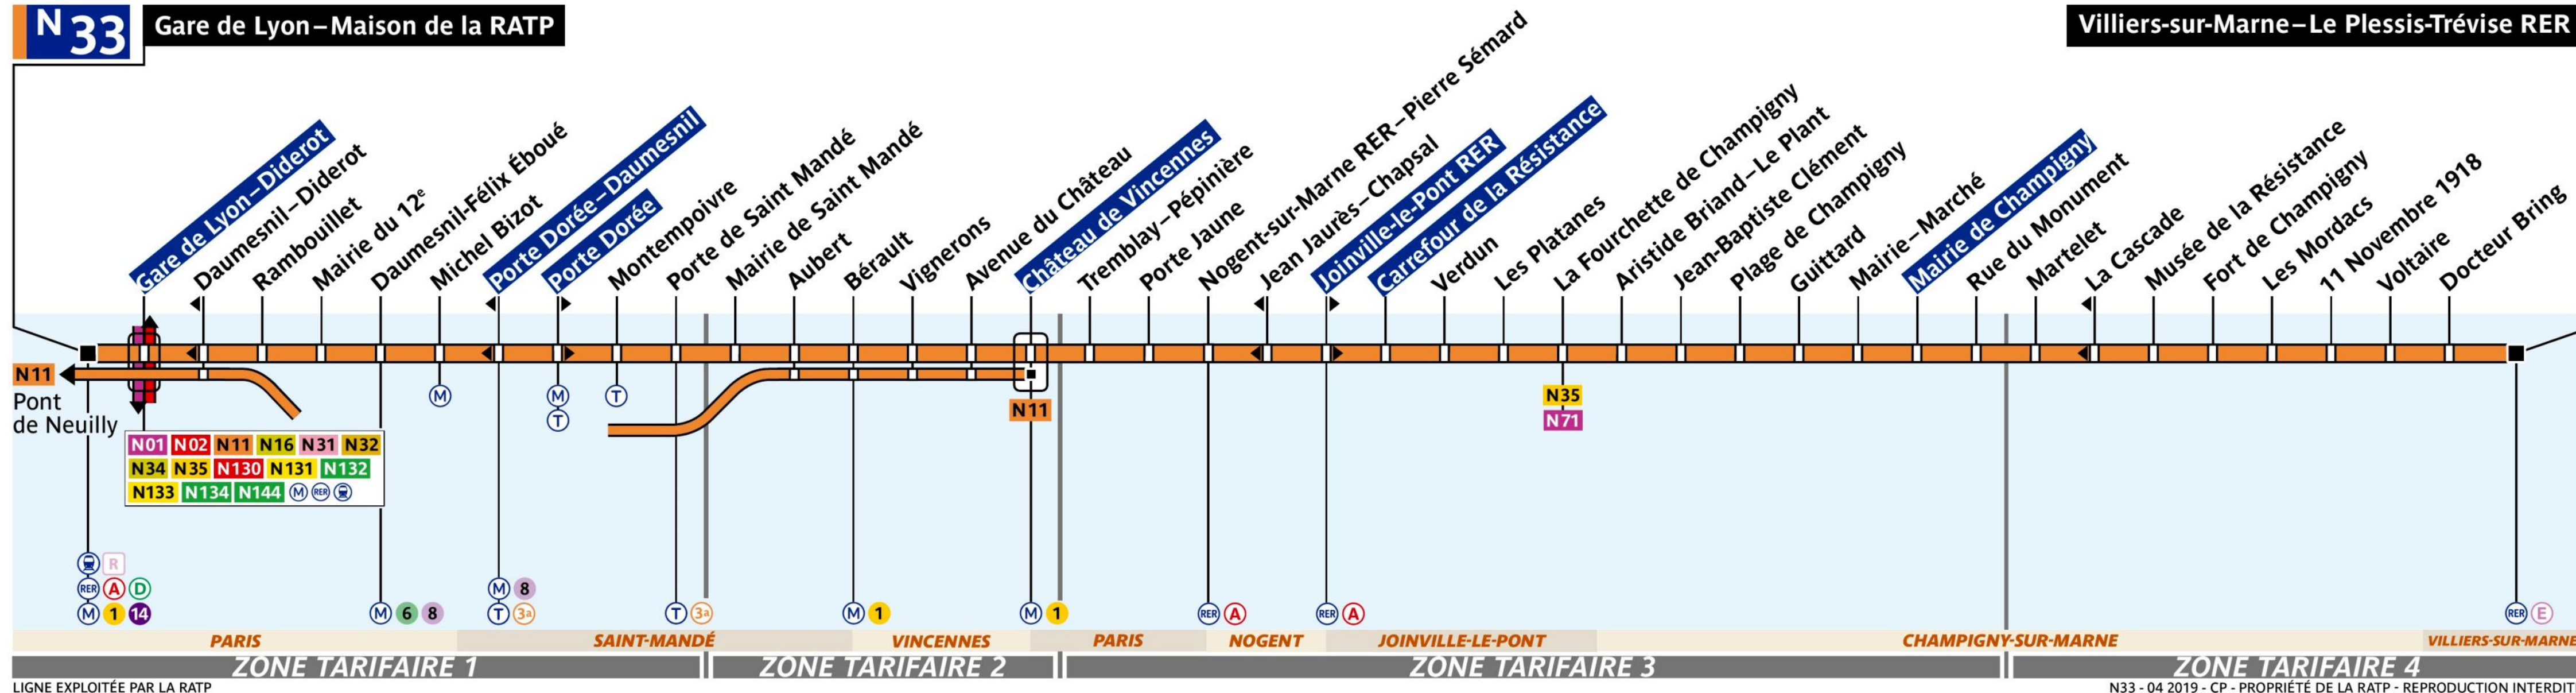 N 33
Gare de Lyon–Maison de la RATP
Villiers-sur-Marne–Le Plessis-Trévise RER
Gare de Lyon–Diderot
Daumesnil–Diderot
Rambouillet
Mairie du 12e
Daumesnil-Félix Éboué
Michel Bizot
Porte Dorée–Daumesnil
Porte Dorée
Montempoivre
Porte de Saint Mandé
Mairie de Saint Mandé
Aubert
Bérault
Vignerons
Avenue du Château
Château de Vincennes
Tremblay–Pépinière
Porte Jaune
Nogent-sur-Marne RER–Pierre Sémard
Jean Jaurès–Chapsal
Joinville-le-Pont RER
Carrefour de la Résistance
Verdun
Les Platanes
La Fourchette de Champigny
Aristide Briand–Le Plant
Jean-Baptiste Clément
Plage de Champigny
Guittard
Mairie–Marché
Mairie de Champigny
Rue du Monument
Martelet
La Cascade
Musée de la Résistance
Fort de Champigny
Les Mordacs
11 Novembre 1918
Voltaire
Docteur Bring
N11
Pont
de Neuilly
M
M
T
T
N11
N35
N71
N01 N02 N11 N16 N31 N32
N34 N35 N130 N131 N132
N133 N134 N144 M RER
R
RER A D
M 1 14
M 6 8
M 8
T 3a
T 3a
M 1
M 1
RER A
RER A
RER E
PARIS SAINT-MANDÉ VINCENNES PARIS NOGENT JOINVILLE-LE-PONT CHAMPIGNY-SUR-MARNE VILLIERS-SUR-MARNE
ZONE TARIFAIRE 1 ZONE TARIFAIRE 2 ZONE TARIFAIRE 3 ZONE TARIFAIRE 4
LIGNE EXPLOITÉE PAR LA RATP
N33 - 04 2019 - CP - PROPRIÉTÉ DE LA RATP - REPRODUCTION INTERDIT